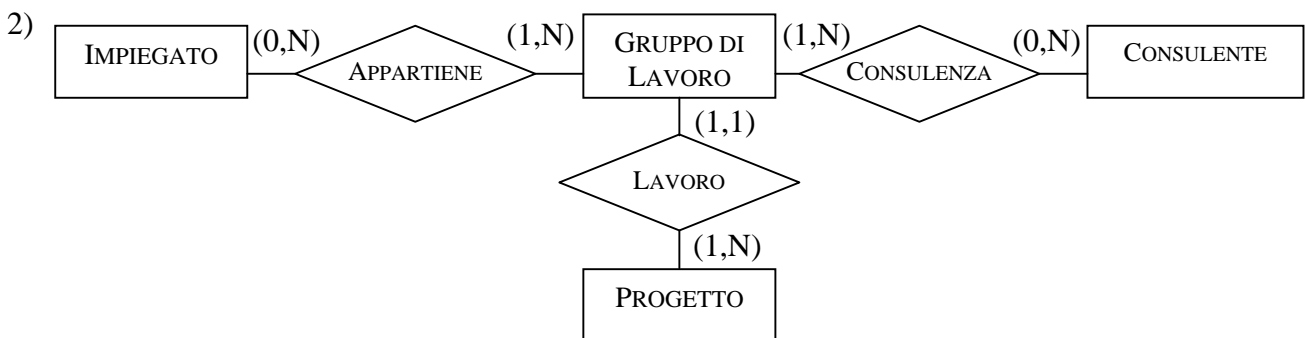 2)
IMPIEGATO
(0,N)
APPARTIENE
(1,N)
GRUPPO DI
LAVORO
(1,N)
CONSULENZA
(0,N)
CONSULENTE
(1,1)
LAVORO
(1,N)
PROGETTO